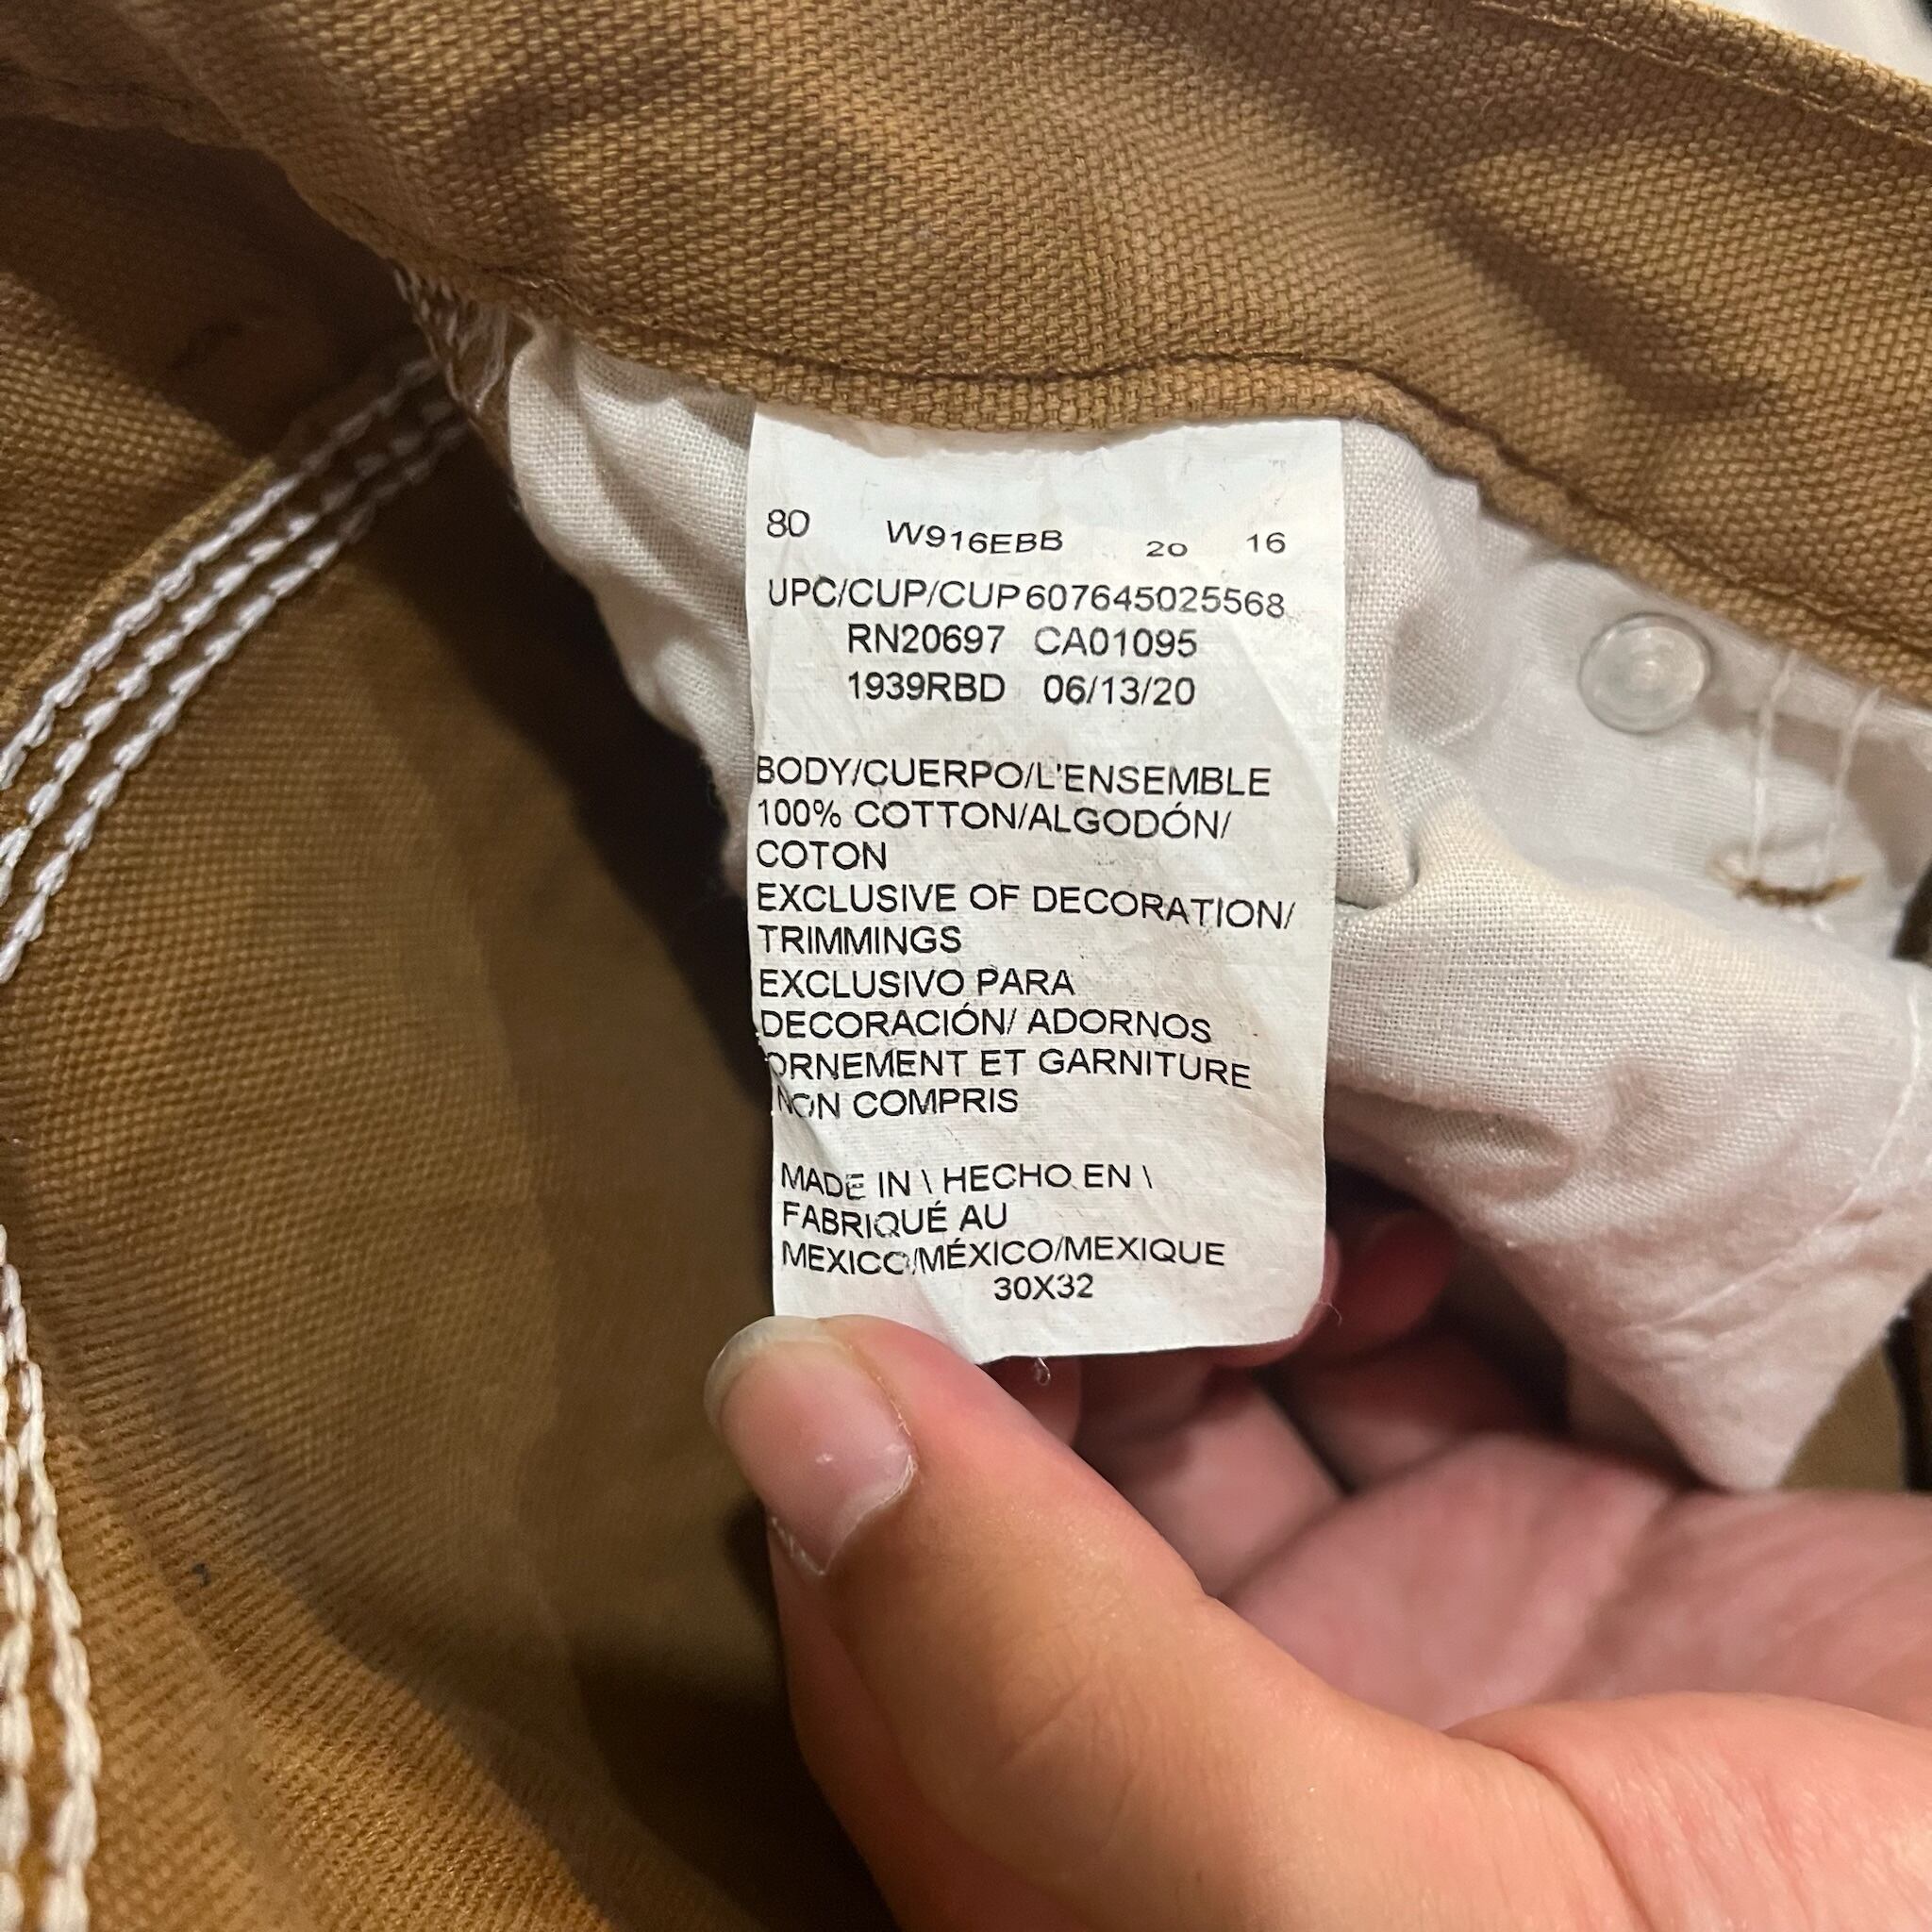 80 W916EBB 20 16
UPC/CUP/CUP 607645025568
RN20697 CA01095
1939RBD 06/13/20
BODY/CUERPO/L'ENSEMBLE
100% COTTON/ALGODÓN/
COTON
EXCLUSIVE OF DECORATION/
TRIMMINGS
EXCLUSIVO PARA
DECORACIÓN/ ADORNOS
ORNEMENT ET GARNITURE
NON COMPRIS
MADE IN \ HECHO EN \
FABRIQUÉ AU
MEXICO/MÉXICO/MEXIQUE
30X32